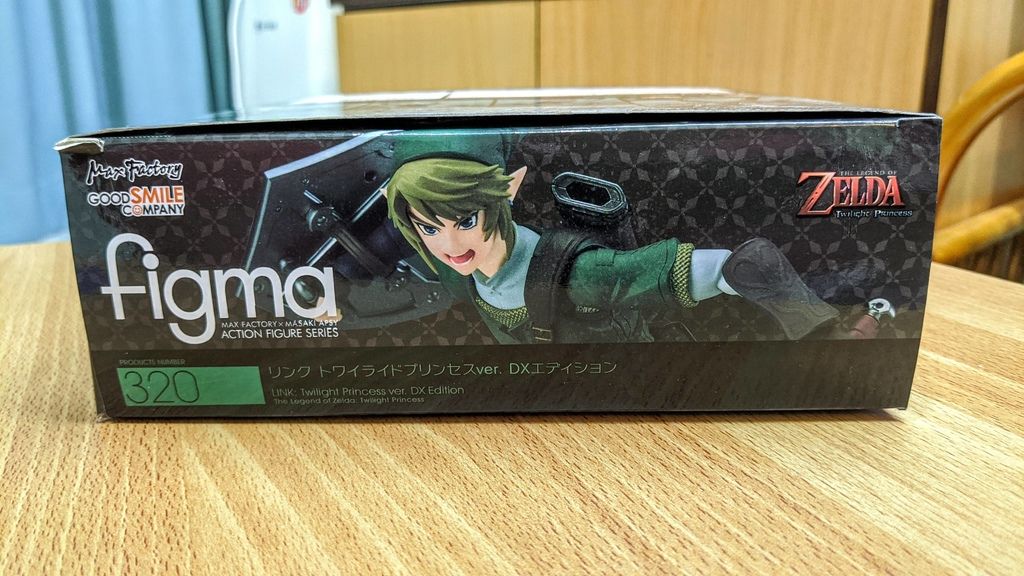 Max Factory
GOOD SMILE
COMPANY
figma
MAX FACTORY × MASAKI APSY
ACTION FIGURE SERIES
THE LEGEND OF
ZELDA
Twilight Princess
PRODUCTS NUMBER
320
リンク トワイライトプリンセスver. DXエディション
LINK: Twilight Princess ver. DX Edition
The Legend of Zelda: Twilight Princess